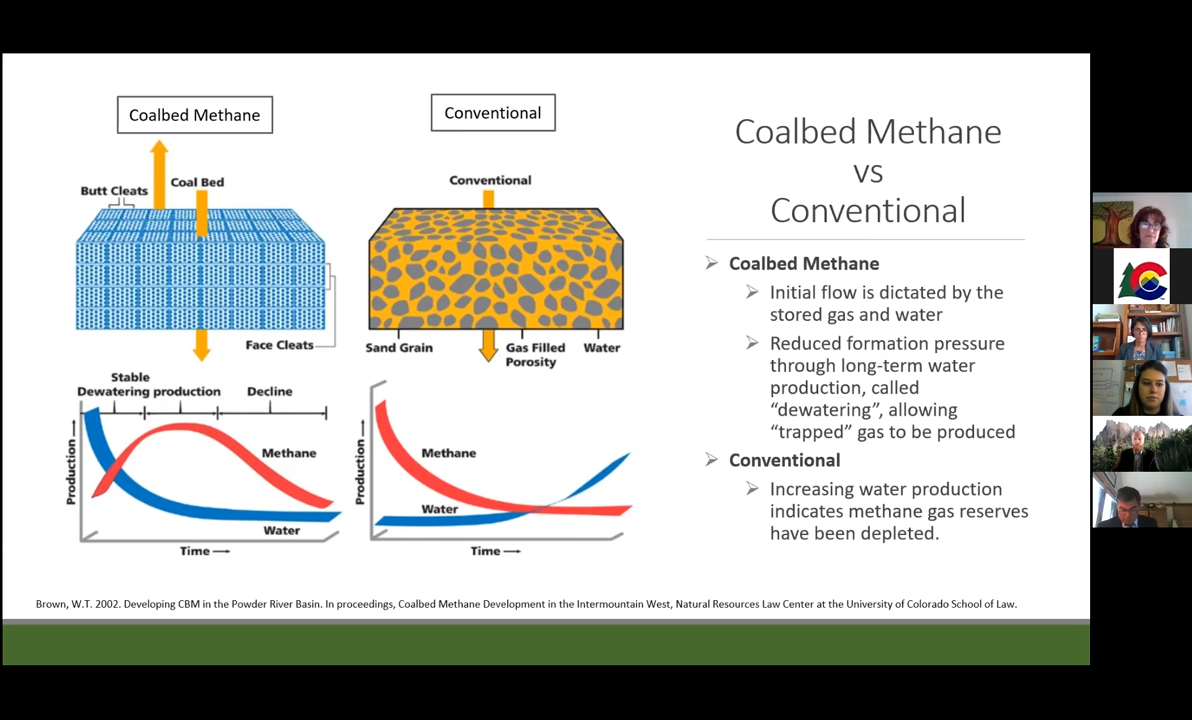 Coalbed Methane
Conventional
Butt Cleats
Coal Bed
Face Cleats
Conventional
Sand Grain
Gas Filled
Porosity
Water
Stable
Dewatering production
Decline
Production
Methane
Water
Time
Production
Methane
Water
Time
Coalbed Methane
vs
Conventional
Coalbed Methane
Initial flow is dictated by the
stored gas and water
Reduced formation pressure
through long-term water
production, called
“dewatering”, allowing
“trapped” gas to be produced
Conventional
Increasing water production
indicates methane gas reserves
have been depleted.
Brown, W.T. 2002. Developing CBM in the Powder River Basin. In proceedings, Coalbed Methane Development in the Intermountain West, Natural Resources Law Center at the University of Colorado School of Law.